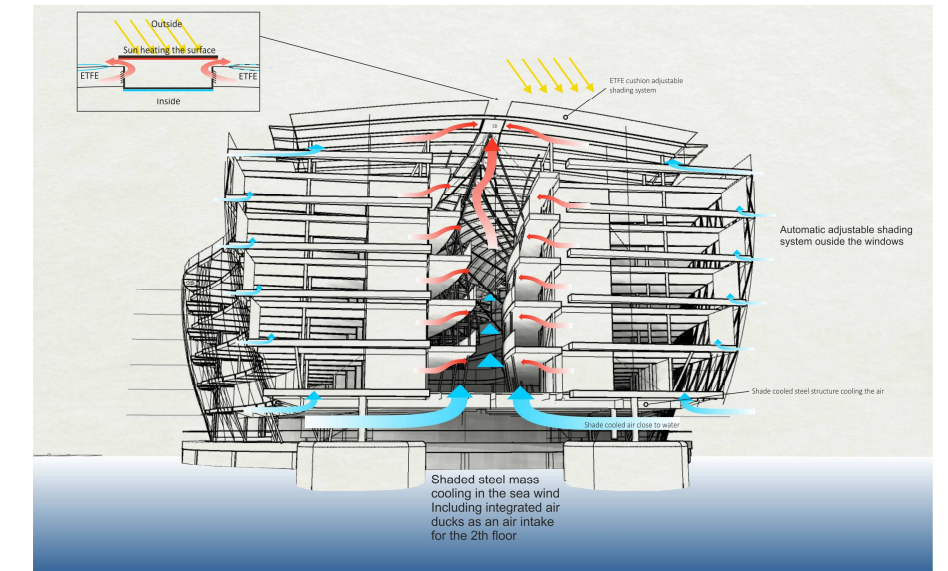 Outside
Sun heating the surface
ETFE
ETFE
inside
ETFE cushion adjustable
shading system
Automatic adjustable shading
system ouside the windows
Shade cooled steel structure cooling the air
Shade cooled air close to water
Shaded steel mass
cooling in the sea wind
Including integrated air
ducks as an air intake
for the 2th floor